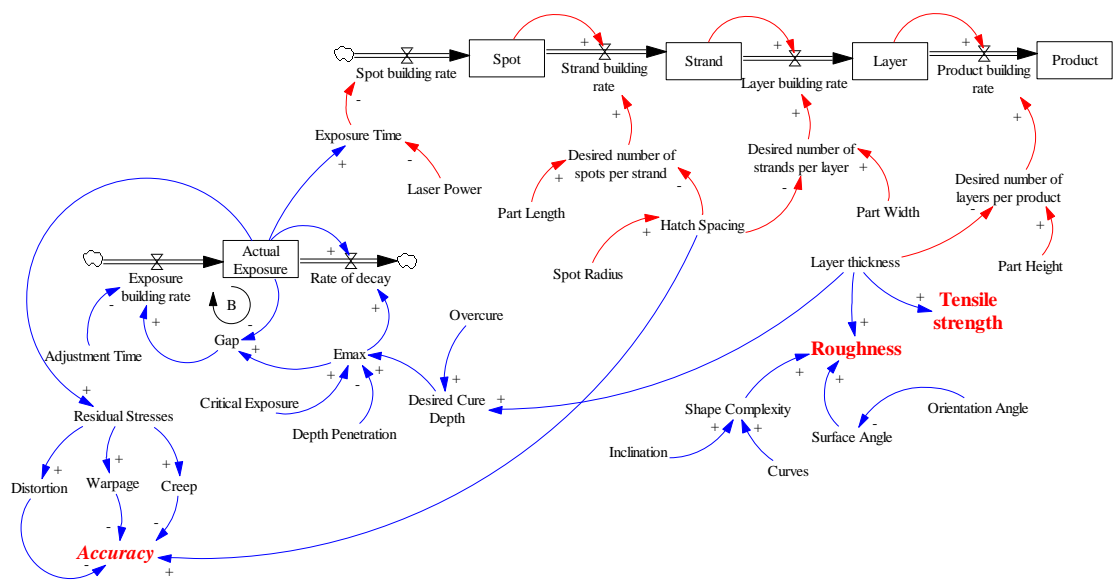 Spot building rate
Spot
Strand building
rate
Strand
Layer building rate
Layer
Product building
rate
Product
+
+
+
-
+
+
+
Exposure Time
+
-
Laser Power
Desired number of
spots per strand
+
-
Part Length
Desired number of
strands per layer
-
+
Part Width
Desired number of
layers per product
-
+
Part Height
Hatch Spacing
+
Spot Radius
Layer thickness
Actual
Exposure
+
Rate of decay
Exposure
building rate
-
+
B
-
Gap
+
+
Adjustment Time
Overcure
Emax
+
-
+
+
Desired Cure
Depth
+
Critical Exposure
Depth Penetration
+
Tensile
strength
+
Roughness
+
+
Shape Complexity
+
+
Surface Angle
-
Orientation Angle
Inclination
Curves
+
Residual Stresses
+
+
+
Distortion
Warpage
Creep
-
-
-
Accuracy
+